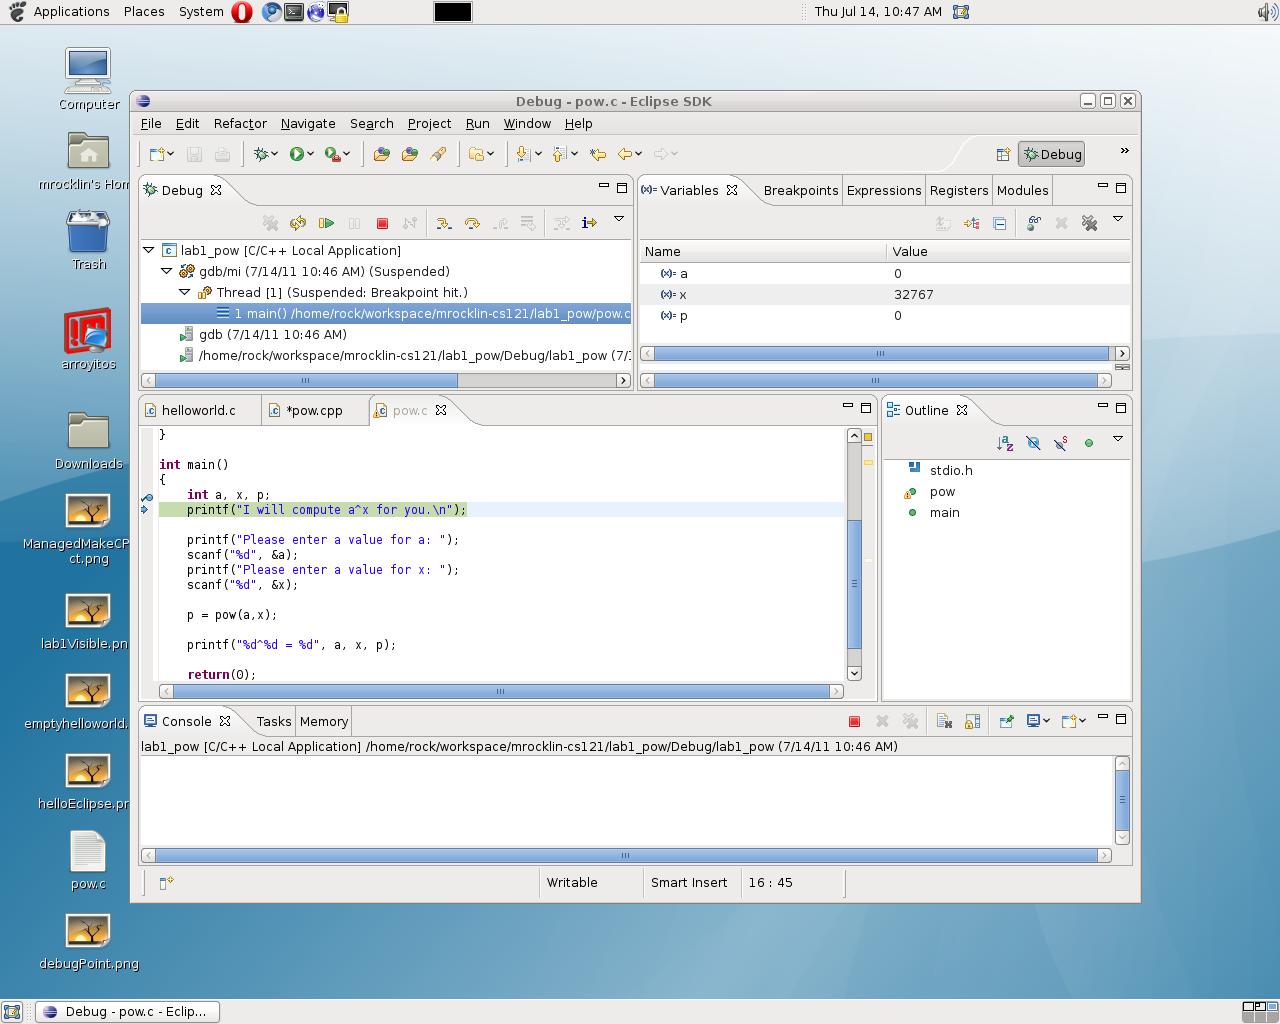 Applications Places System
Thu Jul 14, 10:47 AM
Computer
mrocklin's Hom
Trash
arroyitos
Downloads
ManagedMakeCP
ct.png
lab1Visible.pn
emptyhelloworld.
helloEclipse.pn
pow.c
debugPoint.png
Debug - pow.c - Eclipse SDK
File Edit Refactor Navigate Search Project Run Window Help
Debug
»
Debug
lab1_pow [C/C++ Local Application]
gdb/mi (7/14/11 10:46 AM) (Suspended)
Thread [1] (Suspended: Breakpoint hit.)
1 main() /home/rock/workspace/mrocklin-cs121/lab1_pow/pow.c
gdb (7/14/11 10:46 AM)
/home/rock/workspace/mrocklin-cs121/lab1_pow/Debug/lab1_pow (7/1
Variables Breakpoints Expressions Registers Modules
Name Value
a 0
x 32767
p 0
helloworld.c *pow.cpp pow.c
}
int main()
{
int a, x, p;
printf("I will compute a^x for you.\n");
printf("Please enter a value for a: ");
scanf("%d", &a);
printf("Please enter a value for x: ");
scanf("%d", &x);
p = pow(a,x);
printf("%d^%d = %d", a, x, p);
return(0);
Outline
stdio.h
pow
main
Console Tasks Memory
lab1_pow [C/C++ Local Application] /home/rock/workspace/mrocklin-cs121/lab1_pow/Debug/lab1_pow (7/14/11 10:46 AM)
Writable Smart Insert 16 : 45
Debug - pow.c - Eclip...